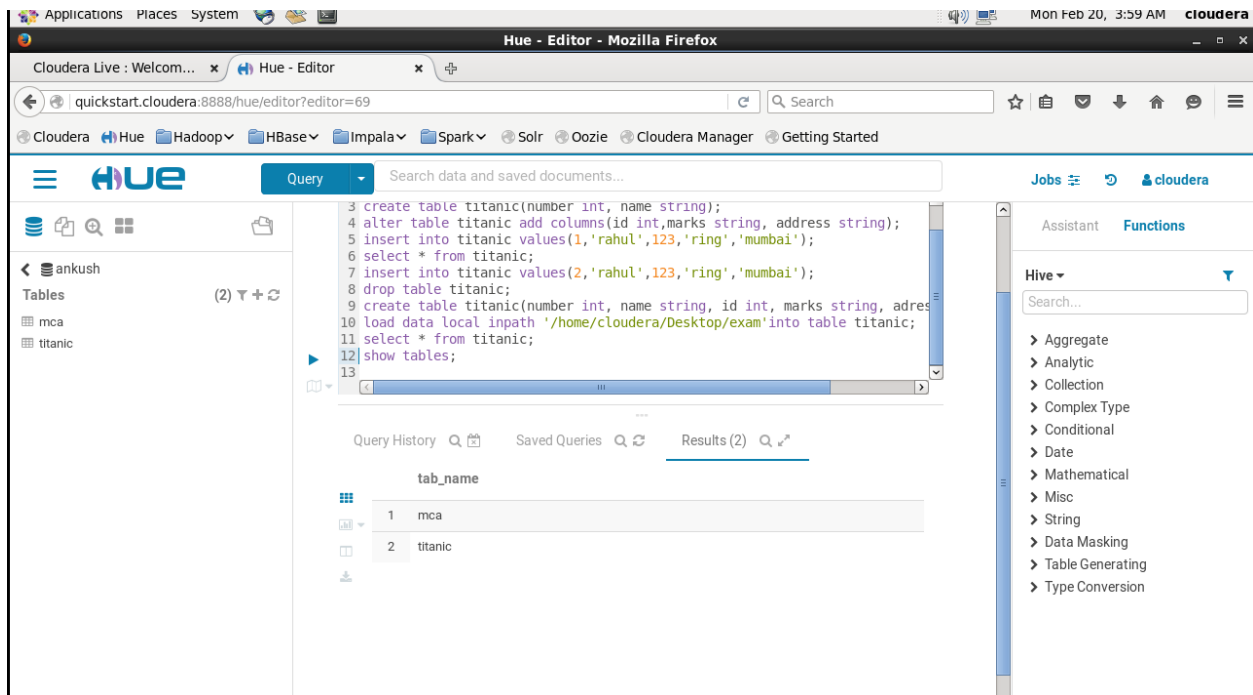 Applications Places System Mon Feb 20, 3:59 AM cloudera
Hue - Editor - Mozilla Firefox
Cloudera Live : Welcom... Hue - Editor
quickstart.cloudera:8888/hue/editor?editor=69 Search
Cloudera Hue Hadoop HBase Impala Spark Solr Oozie Cloudera Manager Getting Started
HUE Query Search data and saved documents... Jobs cloudera
3 create table titanic(number int, name string);
4 alter table titanic add columns(id int,marks string, address string);
5 insert into titanic values(1,'rahul',123,'ring','mumbai');
6 select * from titanic;
7 insert into titanic values(2,'rahul',123,'ring','mumbai');
8 drop table titanic;
9 create table titanic(number int, name string, id int, marks string, adres
10 load data local inpath '/home/cloudera/Desktop/exam'into table titanic;
11 select * from titanic;
12 show tables;
13
ankush
Tables (2)
mca
titanic
Query History Saved Queries Results (2)
tab_name
1 mca
2 titanic
Assistant Functions
Hive
Search...
Aggregate
Analytic
Collection
Complex Type
Conditional
Date
Mathematical
Misc
String
Data Masking
Table Generating
Type Conversion